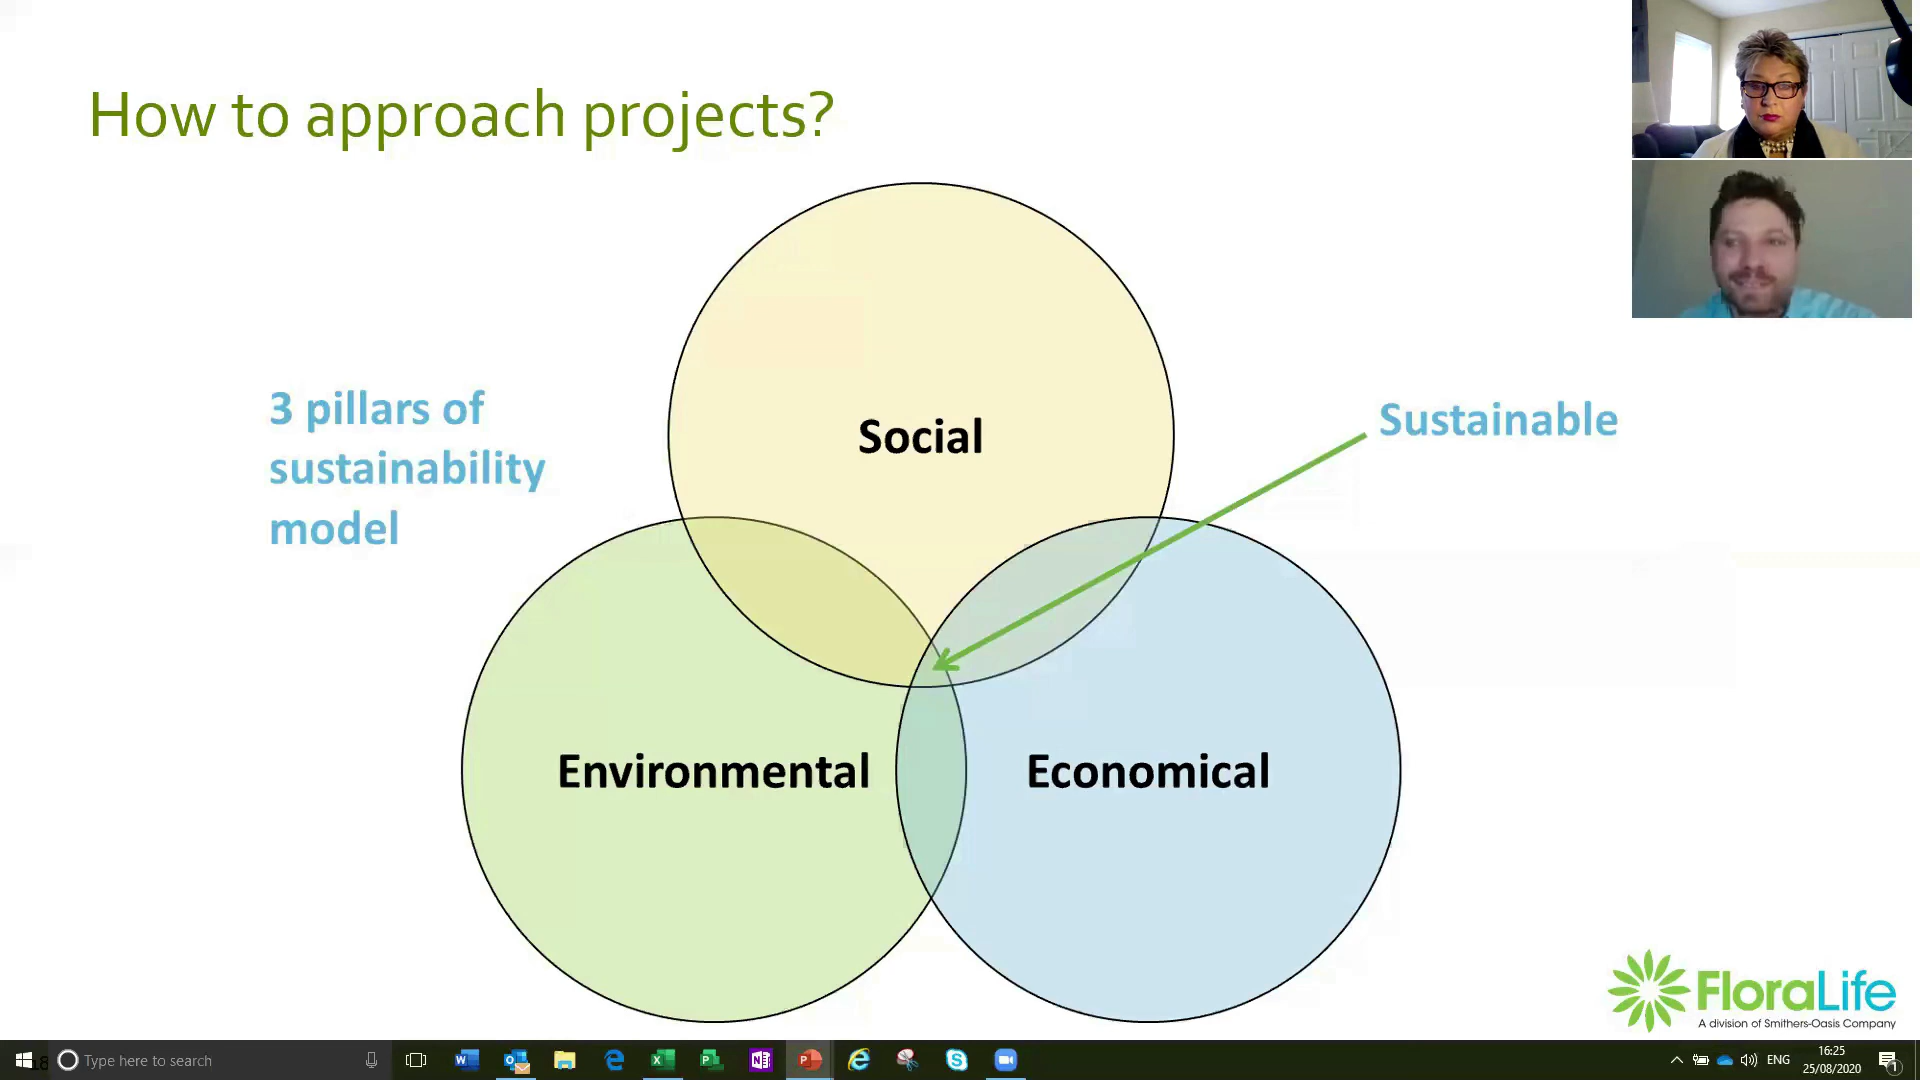 How to approach projects?
3 pillars of
sustainability
model
Social
Sustainable
Environmental
Economical
FloraLife
A division of Smithers-Oasis Company
Type here to search
ENG
16:25
25/08/2020